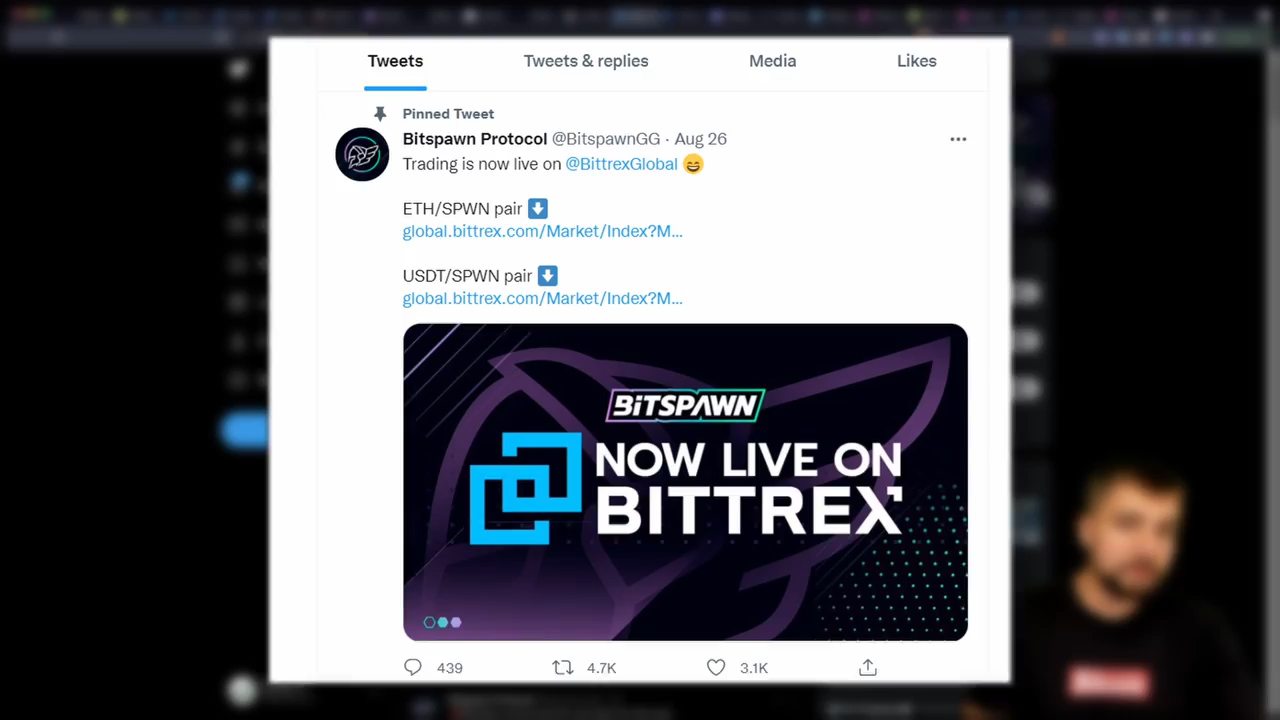 Tweets Tweets & replies Media Likes
Pinned Tweet
Bitspawn Protocol @BitspawnGG · Aug 26
Trading is now live on @BittrexGlobal 😄
ETH/SPWN pair ⬇️
global.bittrex.com/Market/Index?M...
USDT/SPWN pair ⬇️
global.bittrex.com/Market/Index?M...
BITSPAWN
NOW LIVE ON
BITTREX
439 4.7K 3.1K